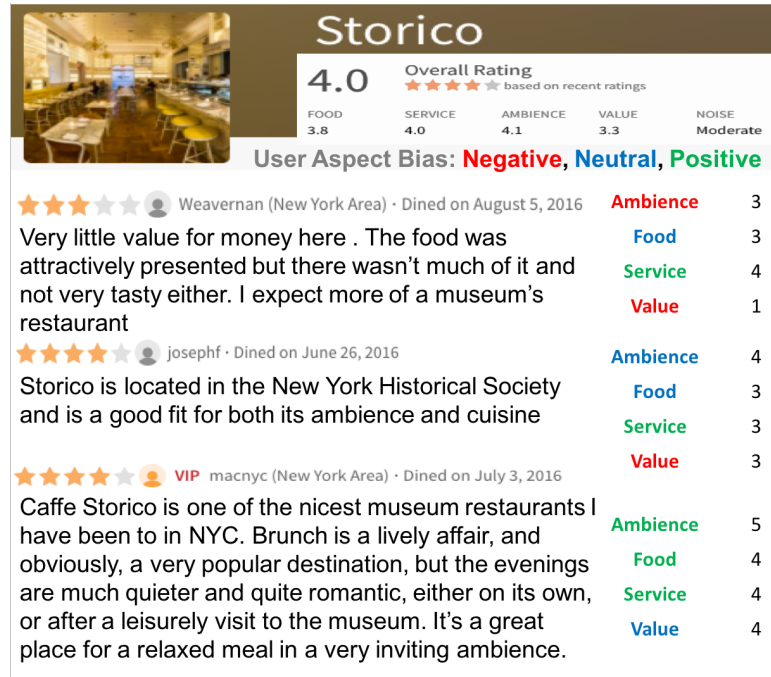 Storico
4.0
Overall Rating
based on recent ratings
FOOD SERVICE AMBIENCE VALUE NOISE
3.8 4.0 4.1 3.3 Moderate
User Aspect Bias: Negative, Neutral, Positive
Weavernan (New York Area) · Dined on August 5, 2016
Very little value for money here . The food was
attractively presented but there wasn't much of it and
not very tasty either. I expect more of a museum's
restaurant
Ambience 3
Food 3
Service 4
Value 1
josephf · Dined on June 26, 2016
Storico is located in the New York Historical Society
and is a good fit for both its ambience and cuisine
Ambience 4
Food 3
Service 3
Value 3
VIP macnyc (New York Area) · Dined on July 3, 2016
Caffe Storico is one of the nicest museum restaurants I
have been to in NYC. Brunch is a lively affair, and
obviously, a very popular destination, but the evenings
are much quieter and quite romantic, either on its own,
or after a leisurely visit to the museum. It's a great
place for a relaxed meal in a very inviting ambience.
Ambience 5
Food 4
Service 4
Value 4